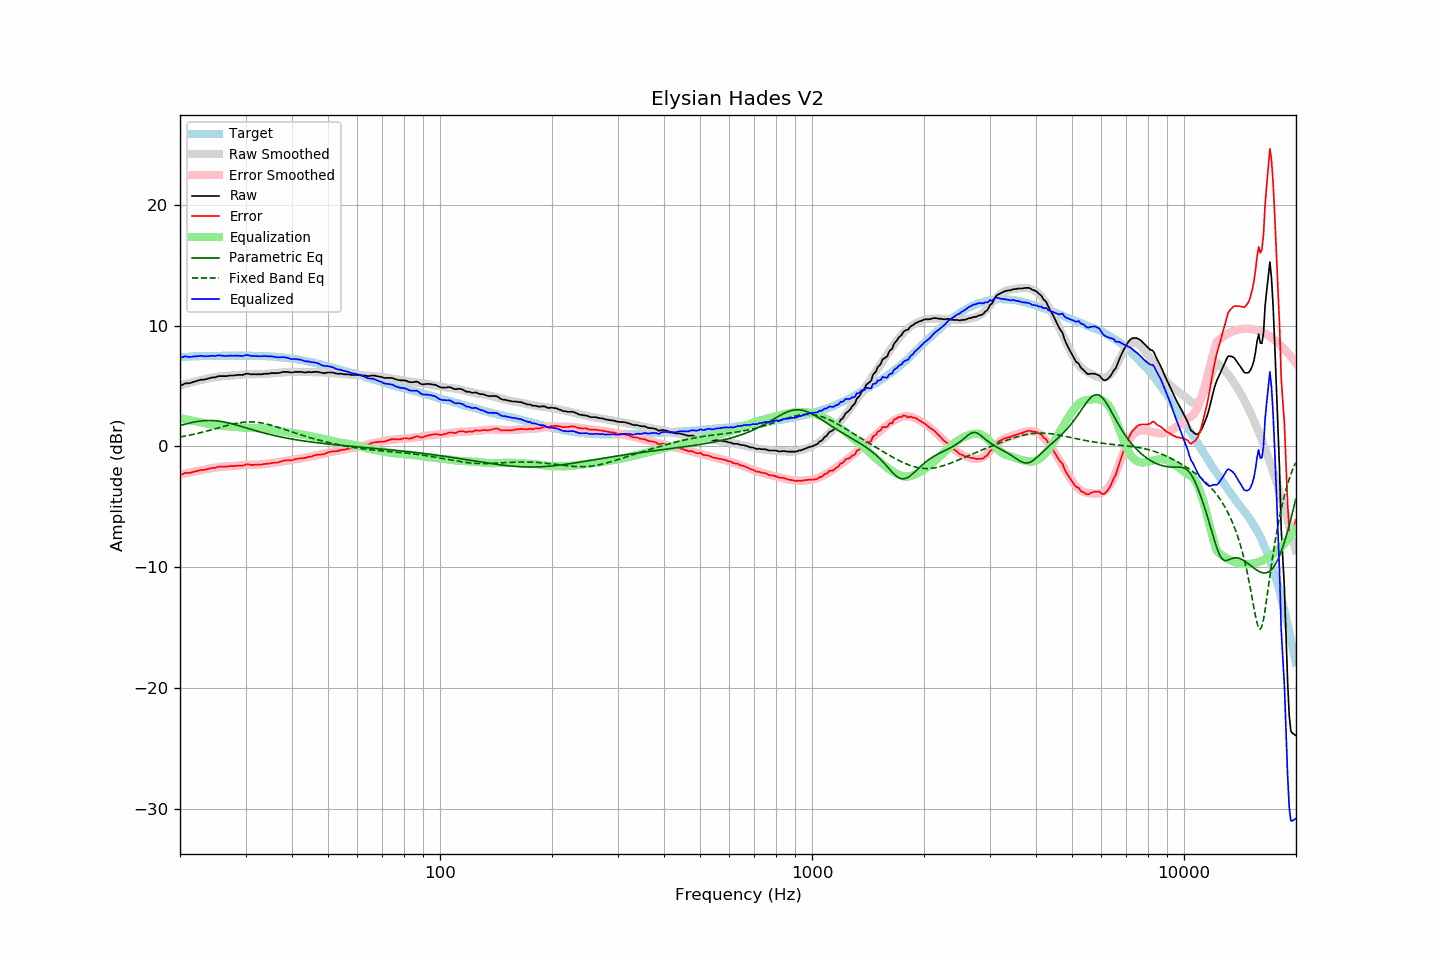 Elysian Hades V2
Target
Raw Smoothed
Error Smoothed
Raw
Error
Equalization
Parametric Eq
Fixed Band Eq
Equalized
20
10
0
−10
−20
−30
Amplitude (dBr)
100
1000
10000
Frequency (Hz)